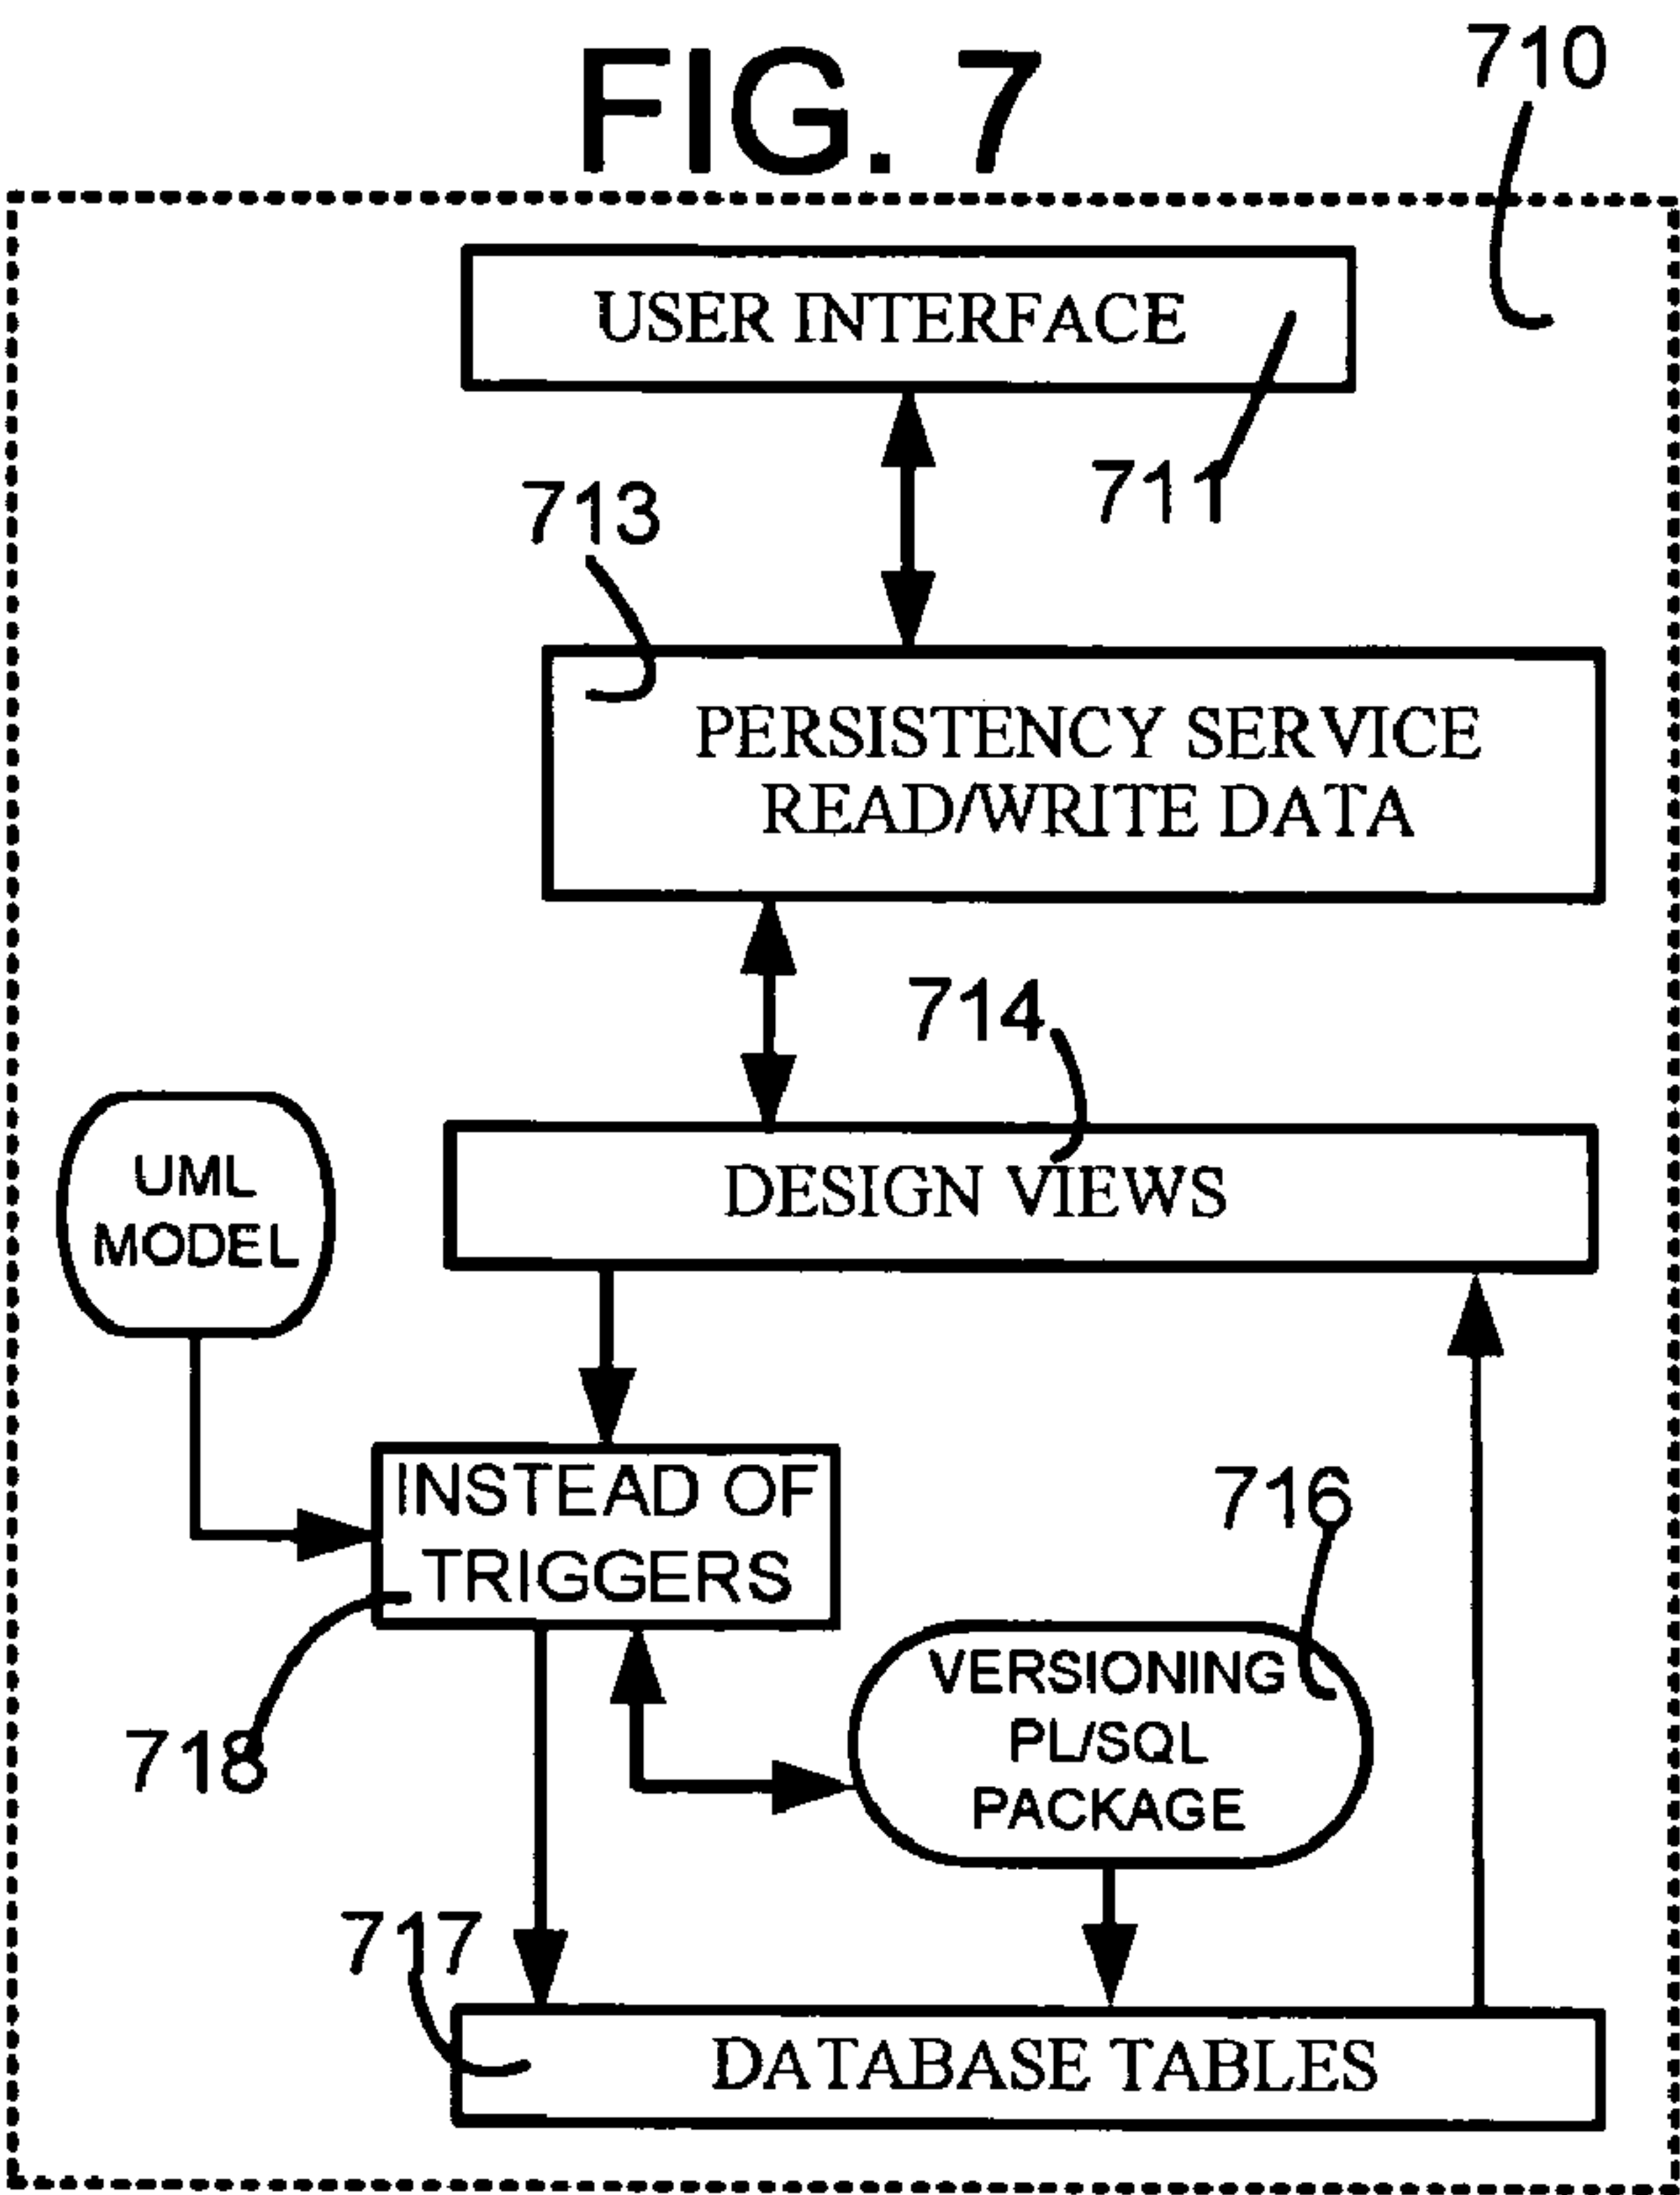 FIG. 7
710
USER INTERFACE
711
713
PERSISTENCY SERVICE
READ/WRITE DATA
714
DESIGN VIEWS
UML
MODEL
INSTEAD OF
TRIGGERS
716
718
VERSIONING
PL/SQL
PACKAGE
717
DATABASE TABLES